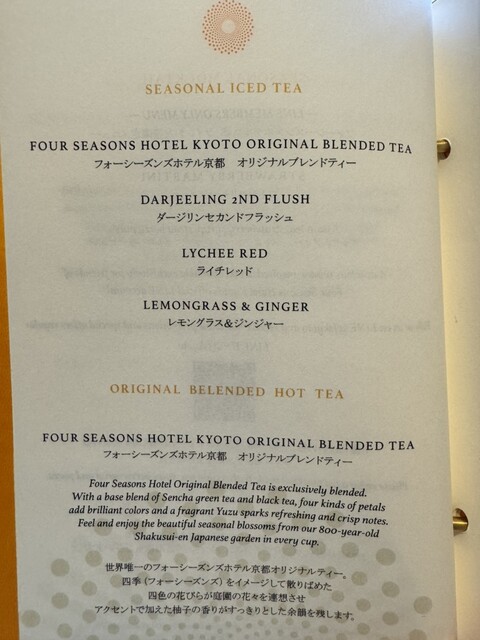 SEASONAL ICED TEA
FOUR SEASONS HOTEL KYOTO ORIGINAL BLENDED TEA
フォーシーズンズホテル京都　オリジナルブレンドティー
DARJEELING 2ND FLUSH
ダージリンセカンドフラッシュ
LYCHEE RED
ライチレッド
LEMONGRASS & GINGER
レモングラス&ジンジャー
ORIGINAL BELENDED HOT TEA
FOUR SEASONS HOTEL KYOTO ORIGINAL BLENDED TEA
フォーシーズンズホテル京都　オリジナルブレンドティー
Four Seasons Hotel Original Blended Tea is exclusively blended.
With a base blend of Sencha green tea and black tea, four kinds of petals
add brilliant colors and a fragrant Yuzu sparks refreshing and crisp notes.
Feel and enjoy the beautiful seasonal blossoms from our 800-year-old
Shakusui-en Japanese garden in every cup.
世界唯一のフォーシーズンズホテル京都オリジナルティー。
四季（フォーシーズンズ）をイメージして散りばめた
四色の花びらが庭園の花々を連想させ
アクセントで加えた柚子の香りがすっきりとした余韻を残します。